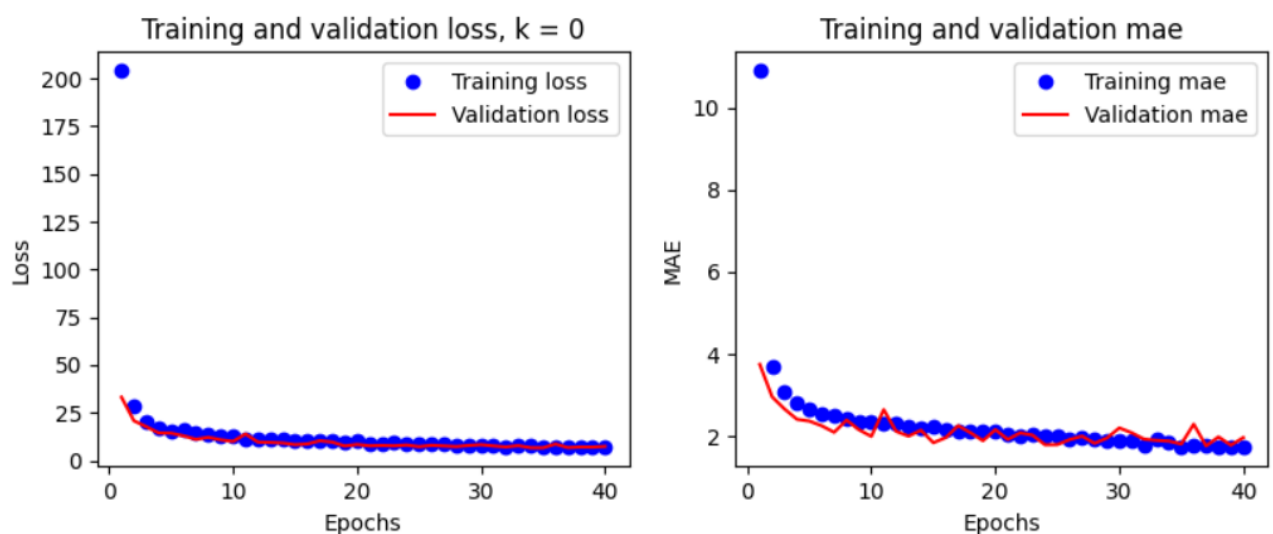 Training and validation loss, k = 0
Training loss
Validation loss
200
175
150
125
100
75
50
25
0
Loss
0 10 20 30 40
Epochs
Training and validation mae
Training mae
Validation mae
10
8
6
4
2
MAE
0 10 20 30 40
Epochs